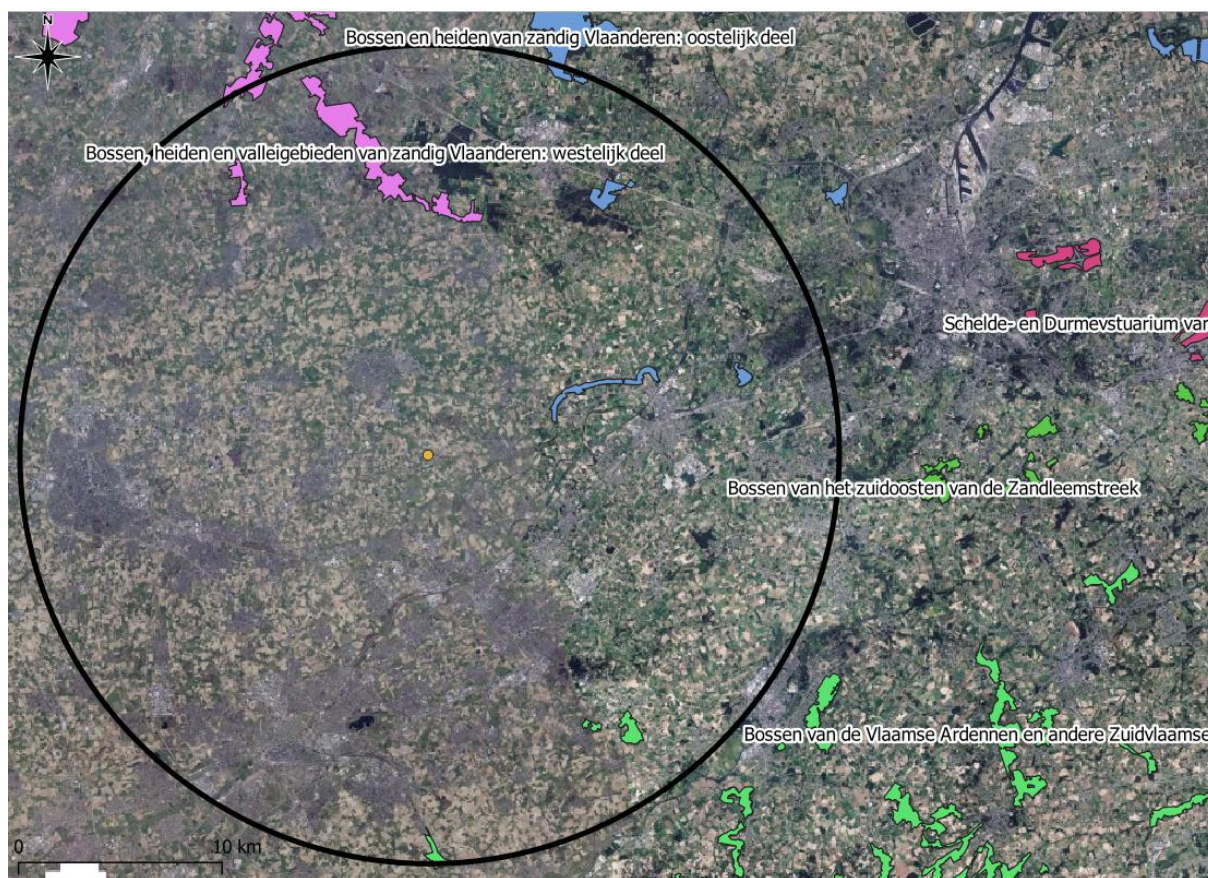 N
Bossen en heiden van zandig Vlaanderen: oostelijk deel
Bossen, heiden en valleigebieden van zandig Vlaanderen: westelijk deel
Schelde- en Durmevstuarium var
Bossen van het zuidoosten van de Zandleemstreek
Bossen van de Vlaamse Ardennen en andere Zuidvlaamse
0 10 km